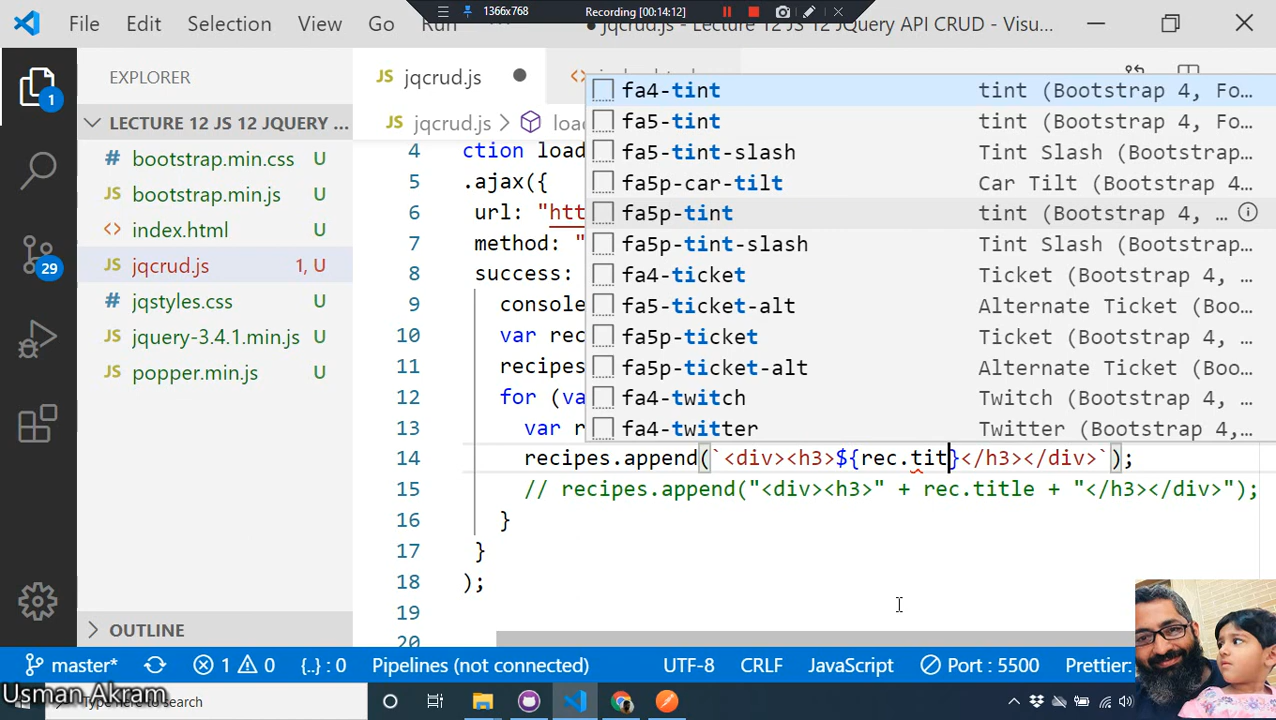 1366x768
Recording [00:14:12]
File Edit Selection View Go Run
jqcrud.js - Lecture 12 JS 12 JQuery API CRUD - Visu...
EXPLORER
jqcrud.js
LECTURE 12 JS 12 JQUERY ...
jqcrud.js > loa
bootstrap.min.css U
bootstrap.min.js U
index.html U
jqcrud.js 1, U
jqstyles.css U
jquery-3.4.1.min.js U
popper.min.js U
OUTLINE
1
29
fa4-tint tint (Bootstrap 4, Fo...
fa5-tint tint (Bootstrap 4, Fo...
fa5-tint-slash Tint Slash (Bootstrap...
fa5p-car-tilt Car Tilt (Bootstrap 4...
fa5p-tint tint (Bootstrap 4, ...
fa5p-tint-slash Tint Slash (Bootstrap...
fa4-ticket Ticket (Bootstrap 4, ...
fa5-ticket-alt Alternate Ticket (Boo...
fa5p-ticket Ticket (Bootstrap 4, ...
fa5p-ticket-alt Alternate Ticket (Boo...
fa4-twitch Twitch (Bootstrap 4, ...
fa4-twitter Twitter (Bootstrap 4,...
4 ction load
5 .ajax({
6 url: "htt
7 method: "
8 success:
9 console
10 var rec
11 recipes
12 for (va
13 var r
14 recipes.append(`<div><h3>${rec.tit}</h3></div>`);
15 // recipes.append("<div><h3>" + rec.title + "</h3></div>");
16 }
17 }
18 );
19
20
master* 1 0 {..} : 0 Pipelines (not connected) UTF-8 CRLF JavaScript Port : 5500 Prettier:
Usman Akram
Type here to search